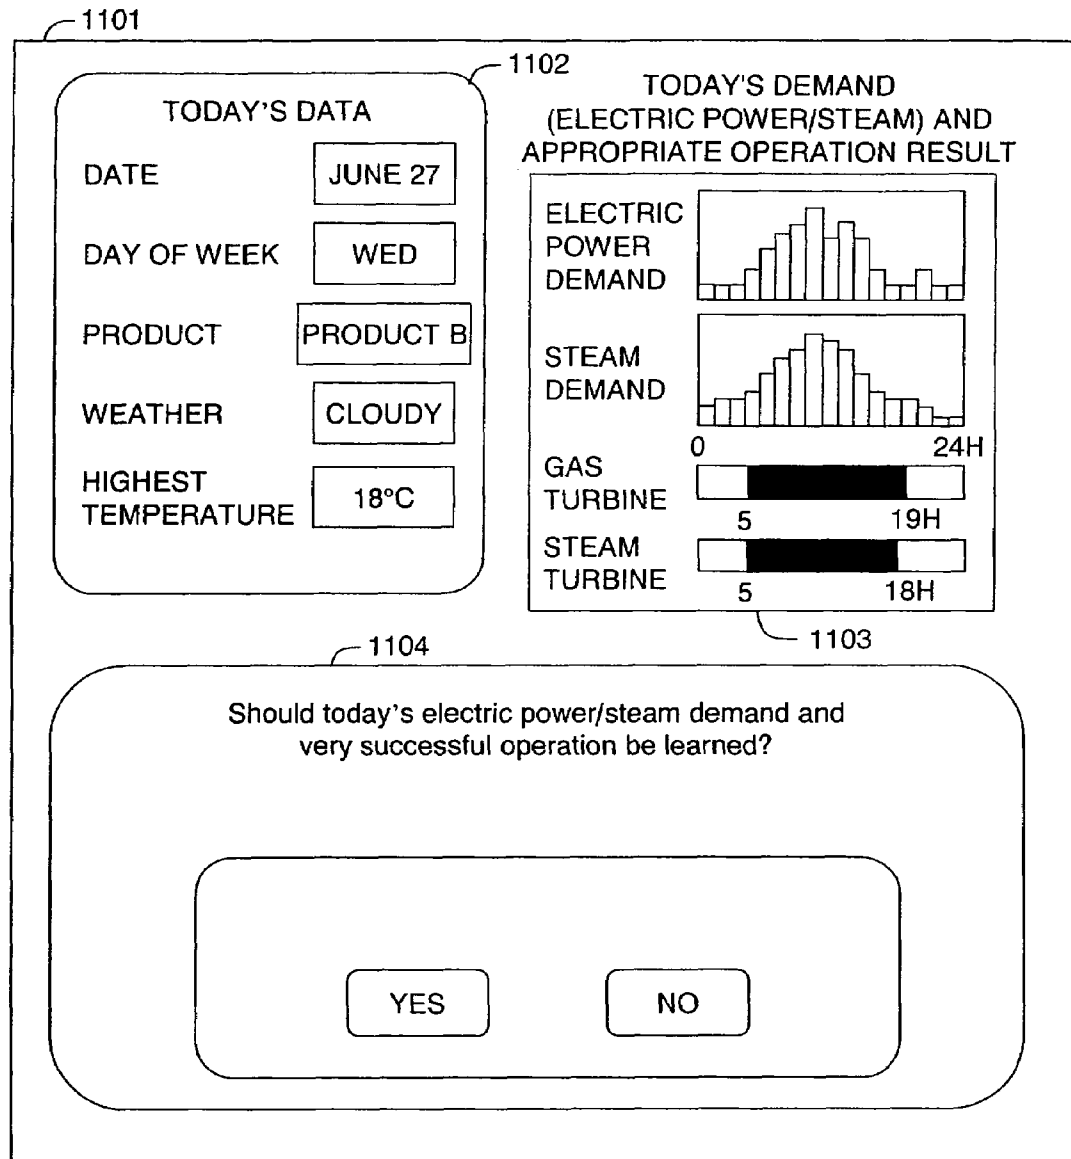 1101
1102
TODAY'S DATA
DATE
JUNE 27
DAY OF WEEK
WED
PRODUCT
PRODUCT B
WEATHER
CLOUDY
HIGHEST
TEMPERATURE
18°C
TODAY'S DEMAND
(ELECTRIC POWER/STEAM) AND
APPROPRIATE OPERATION RESULT
ELECTRIC
POWER
DEMAND
STEAM
DEMAND
0
24H
GAS
TURBINE
5
19H
STEAM
TURBINE
5
18H
1103
1104
Should today's electric power/steam demand and
very successful operation be learned?
YES
NO